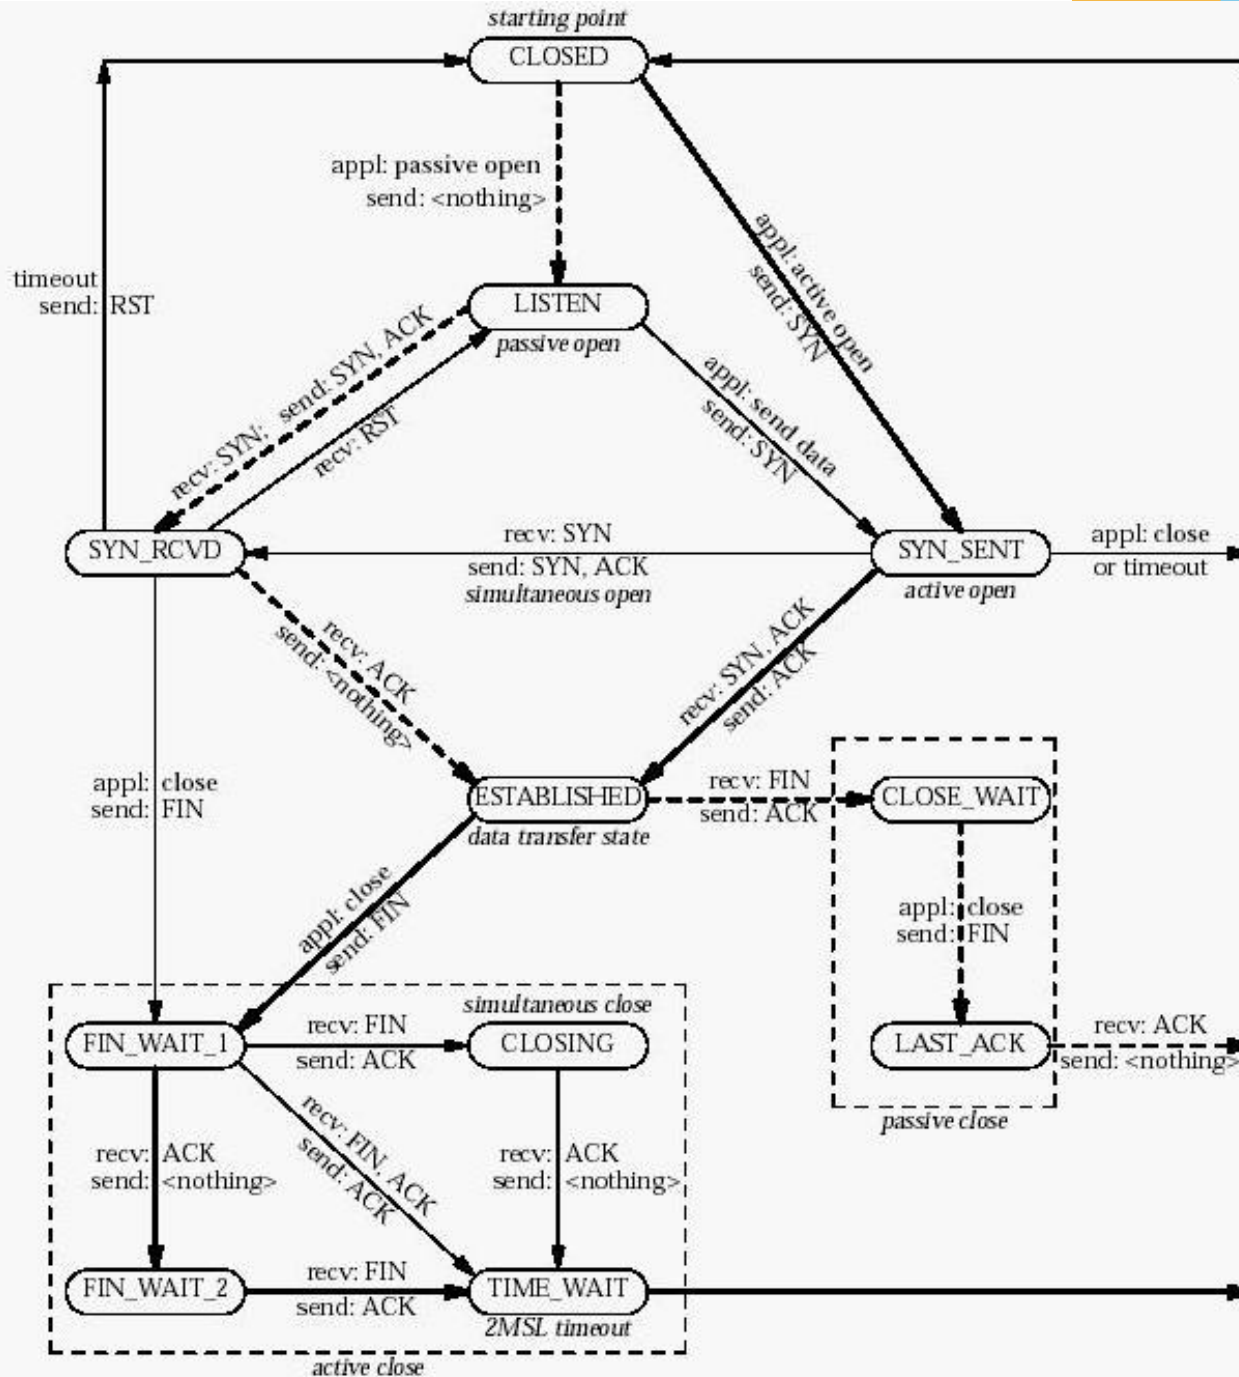 starting point
CLOSED
appl: passive open
send: <nothing>
appl: active open
send: SYN
timeout
send: RST
LISTEN
passive open
recv: SYN; send: SYN, ACK
recv: RST
appl: send data
send: SYN
SYN_RCVD
recv: SYN
send: SYN, ACK
simultaneous open
SYN_SENT
active open
appl: close
or timeout
recv: ACK
send: <nothing>
recv: SYN, ACK
send: ACK
appl: close
send: FIN
ESTABLISHED
data transfer state
recv: FIN
send: ACK
CLOSE_WAIT
appl: close
send: FIN
appl: close
send: FIN
simultaneous close
FIN_WAIT_1
recv: FIN
send: ACK
CLOSING
LAST_ACK
recv: ACK
send: <nothing>
passive close
recv: ACK
send: <nothing>
recv: FIN, ACK
send: ACK
recv: ACK
send: <nothing>
FIN_WAIT_2
recv: FIN
send: ACK
TIME_WAIT
2MSL timeout
active close